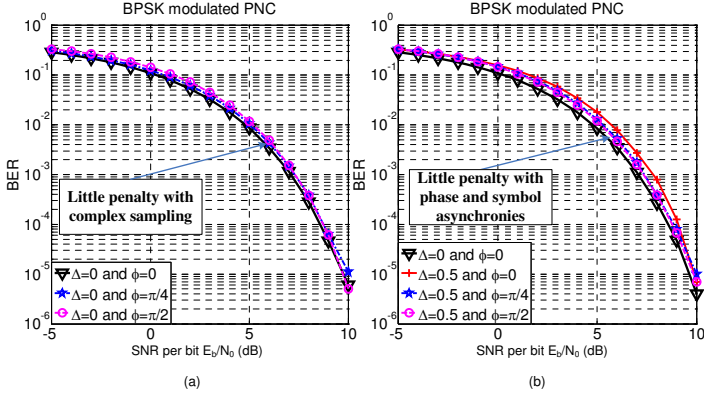 BPSK modulated PNC
10^0
10^-1
10^-2
10^-3
10^-4
10^-5
10^-6
BER
Little penalty with
complex sampling
Δ=0 and ϕ=0
Δ=0 and ϕ=π/4
Δ=0 and ϕ=π/2
-5
0
5
10
SNR per bit E_b/N_0 (dB)
(a)
BPSK modulated PNC
10^0
10^-1
10^-2
10^-3
10^-4
10^-5
10^-6
BER
Little penalty with
phase and symbol
asynchronies
Δ=0 and ϕ=0
Δ=0.5 and ϕ=0
Δ=0.5 and ϕ=π/4
Δ=0.5 and ϕ=π/2
-5
0
5
10
SNR per bit E_b/N_0 (dB)
(b)